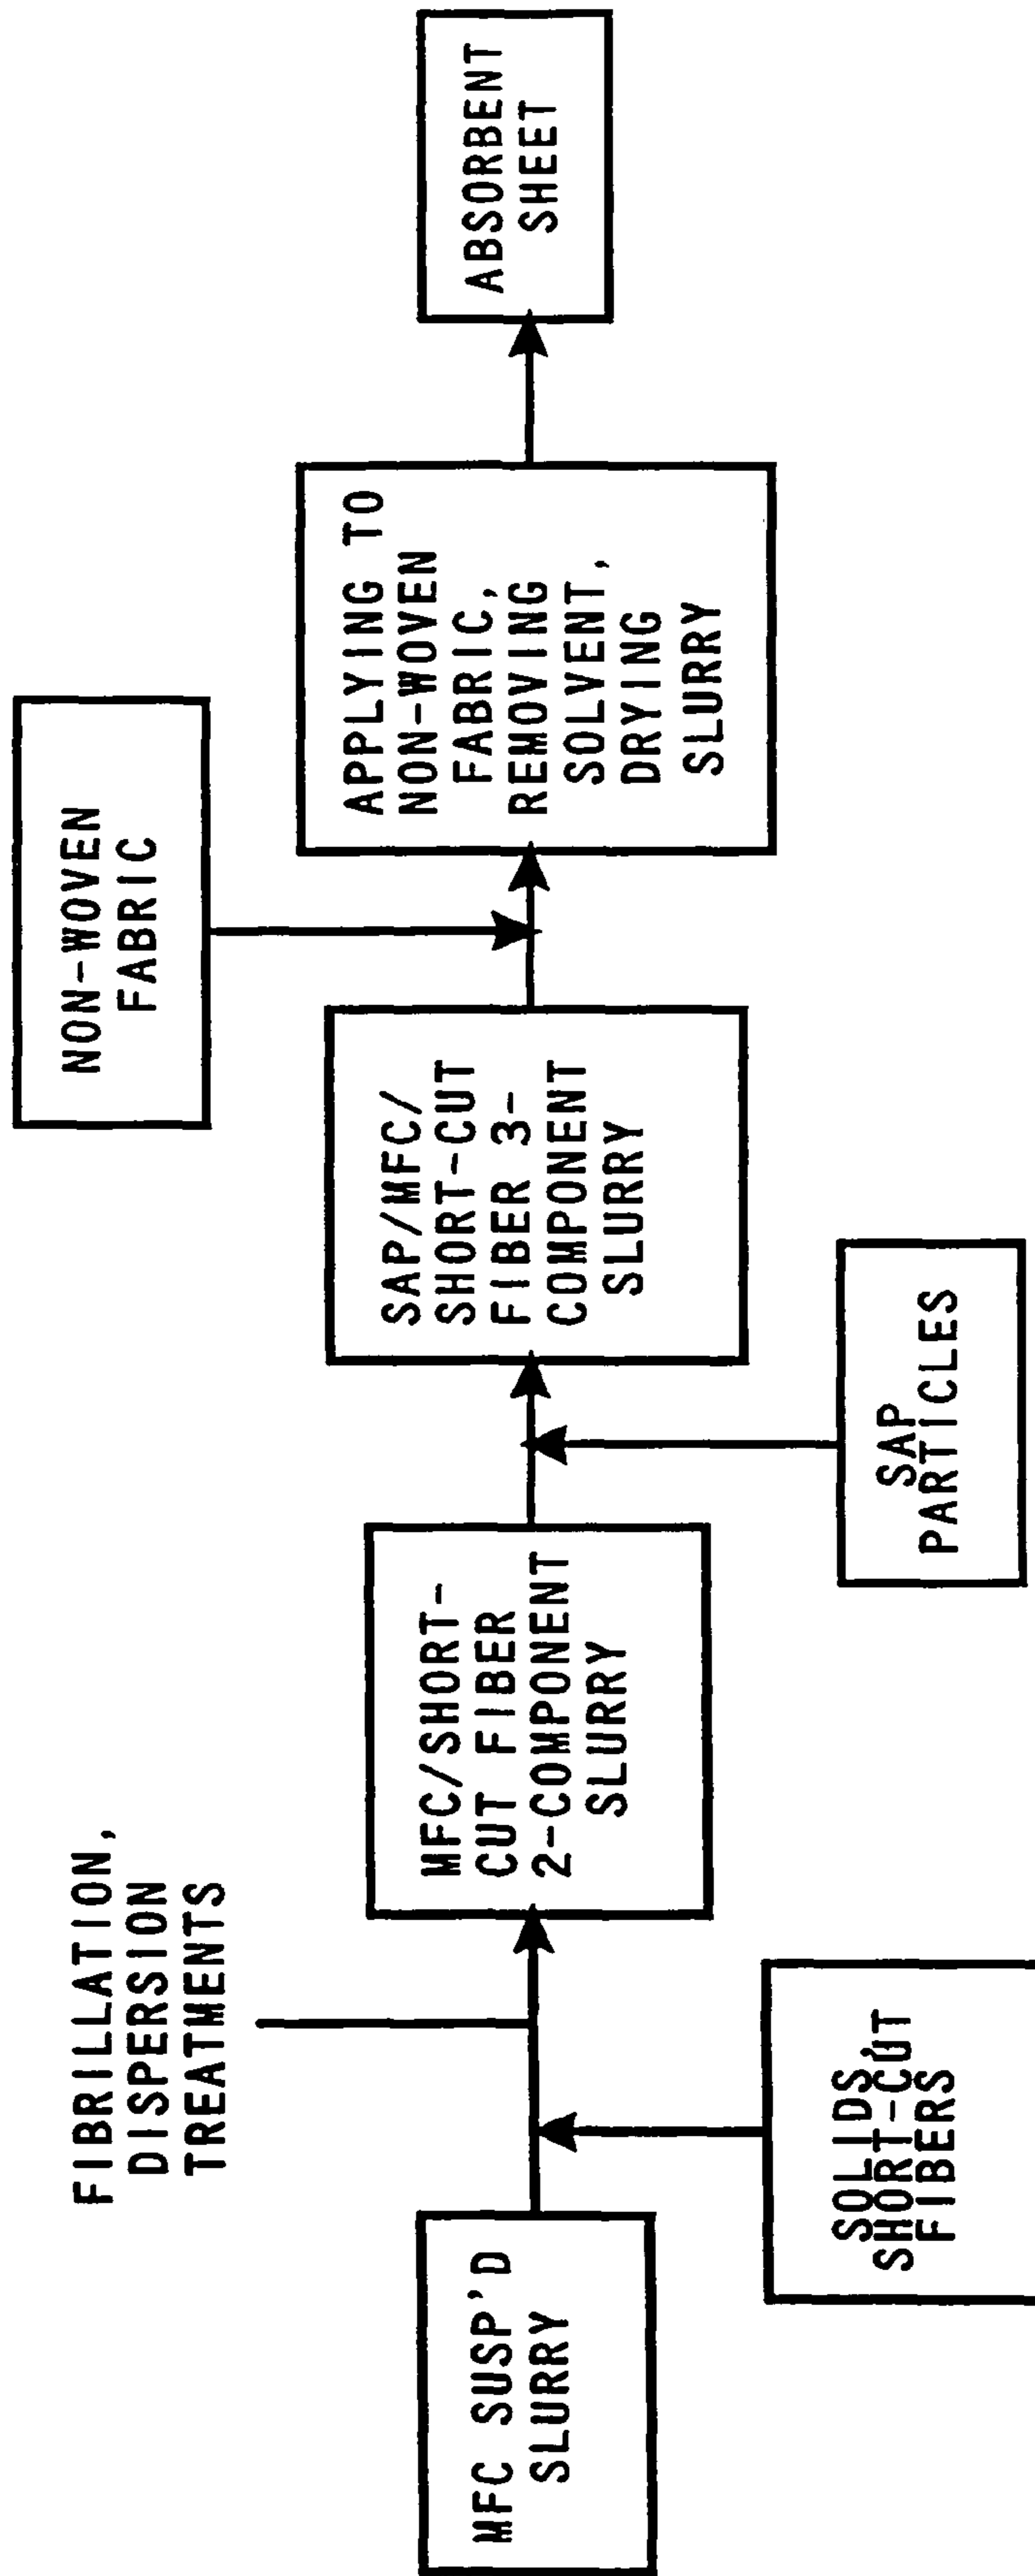 FIBRILLATION,
DISPERSION
TREATMENTS
MFC SUSP'D
SLURRY
SOLIDS,
SHORT-CUT
FIBERS
MFC/SHORT-
CUT FIBER
2-COMPONENT
SLURRY
SAP
PARTICLES
SAP/MFC/
SHORT-CUT
FIBER 3-
COMPONENT
SLURRY
NON-WOVEN
FABRIC
APPLYING TO
NON-WOVEN
FABRIC,
REMOVING
SOLVENT,
DRYING
SLURRY
ABSORBENT
SHEET